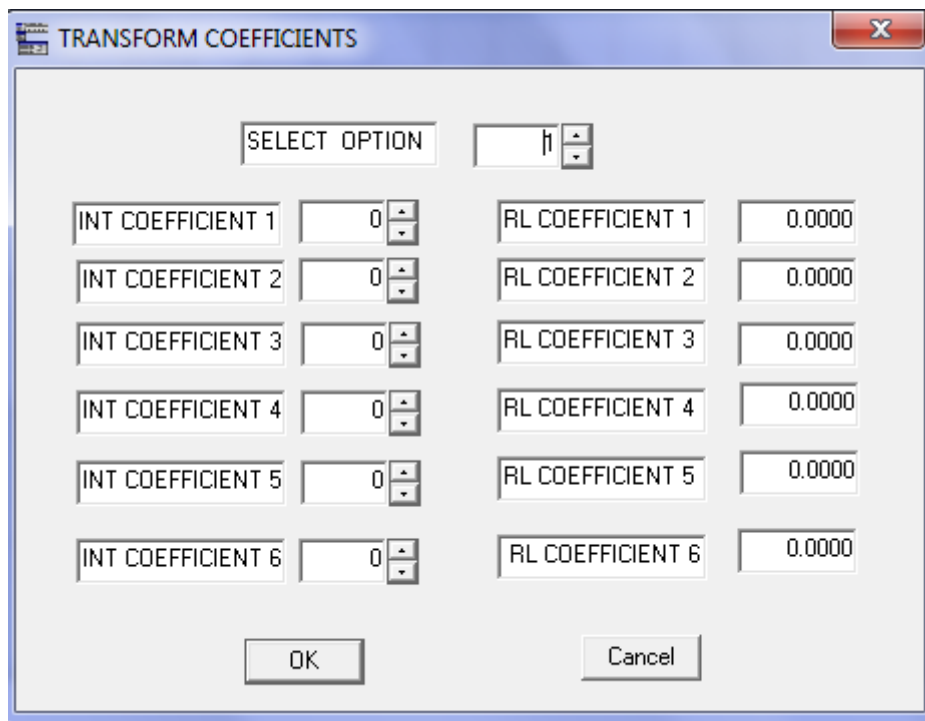 TRANSFORM COEFFICIENTS
SELECT OPTION 1
INT COEFFICIENT 1 0 RL COEFFICIENT 1 0.0000
INT COEFFICIENT 2 0 RL COEFFICIENT 2 0.0000
INT COEFFICIENT 3 0 RL COEFFICIENT 3 0.0000
INT COEFFICIENT 4 0 RL COEFFICIENT 4 0.0000
INT COEFFICIENT 5 0 RL COEFFICIENT 5 0.0000
INT COEFFICIENT 6 0 RL COEFFICIENT 6 0.0000
OK Cancel